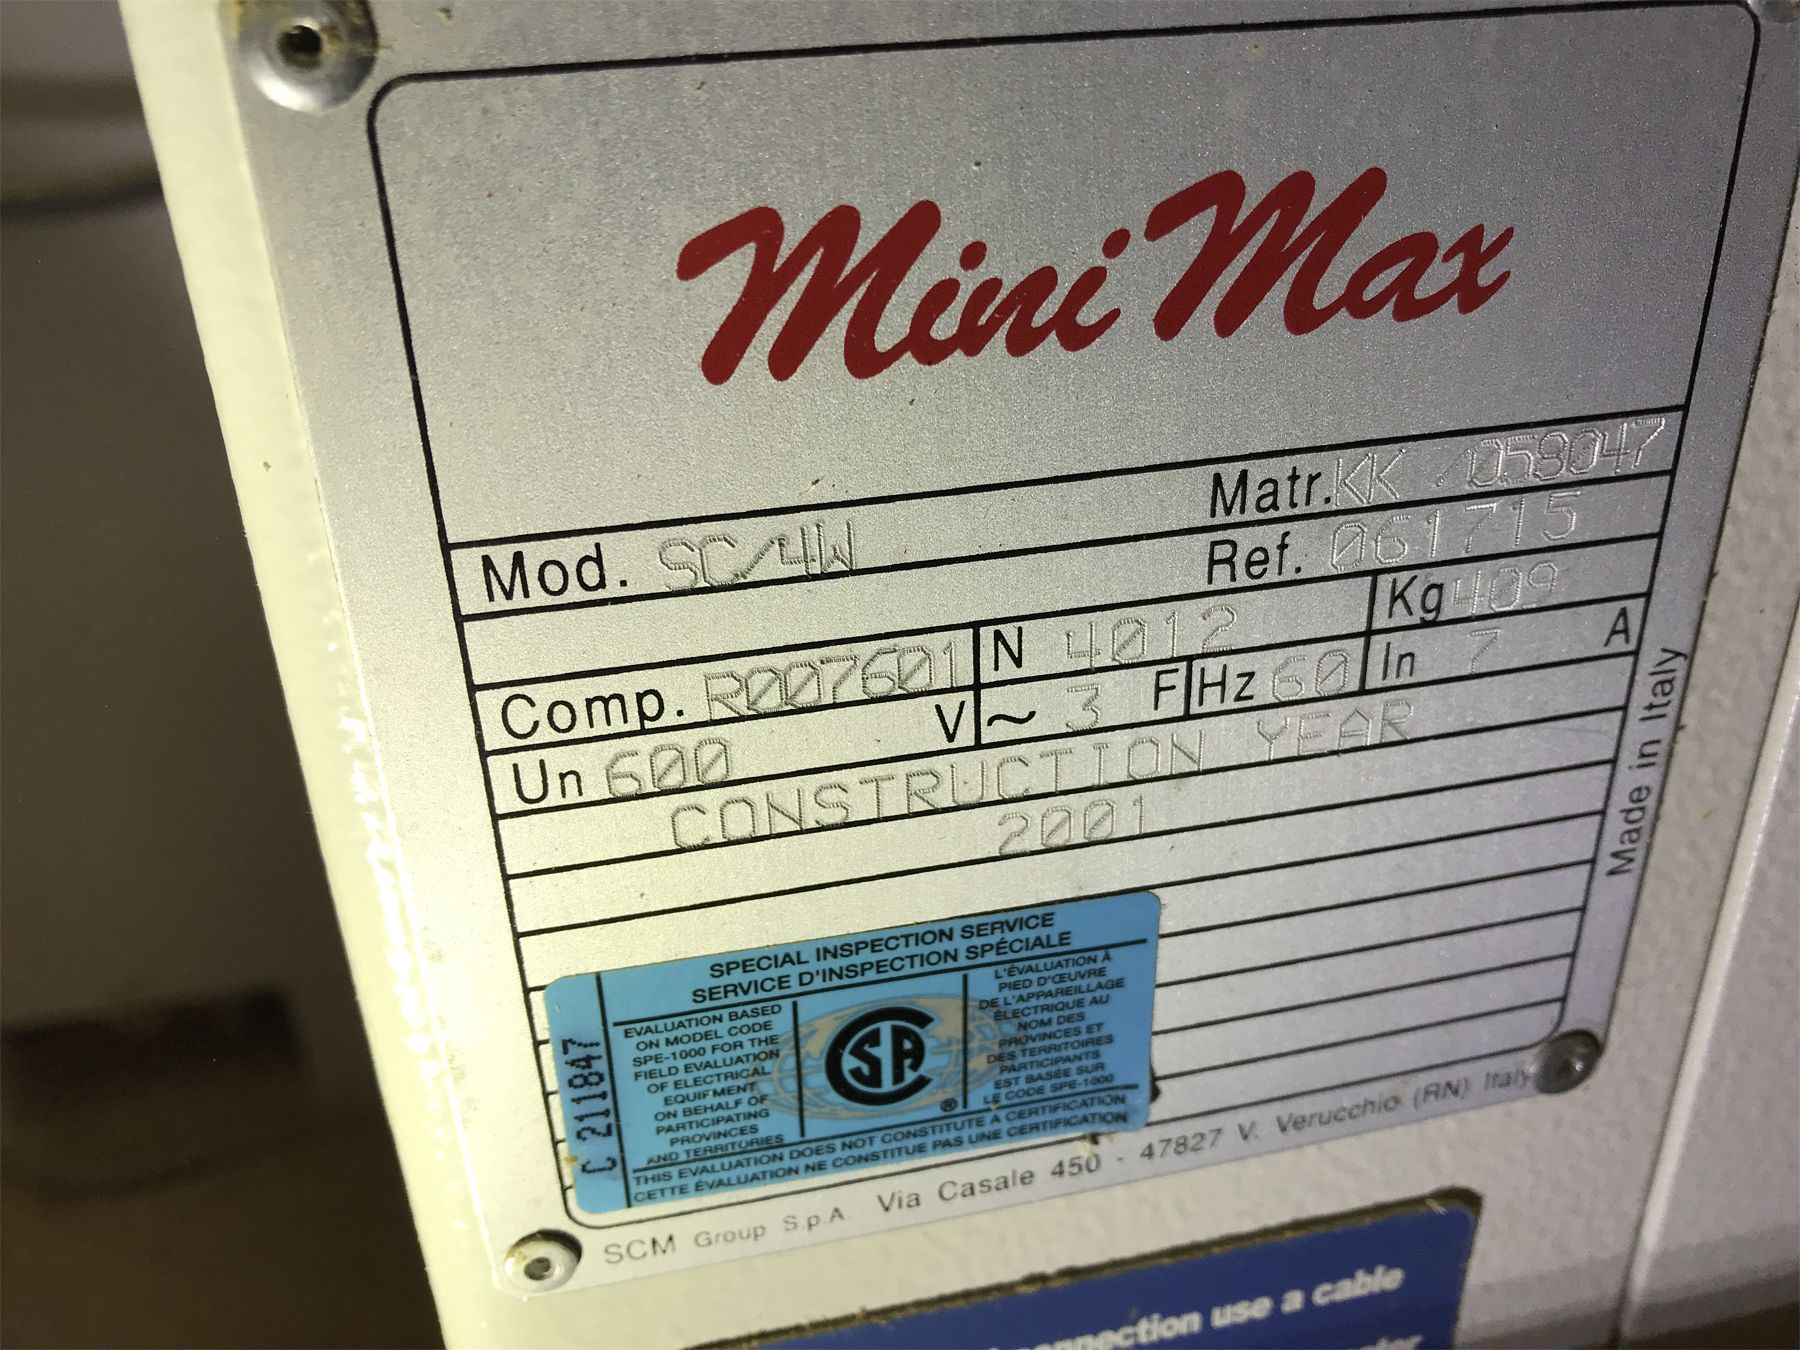 Mini Max
Mod. SC/4W Matr. KK /058047
Ref. 061715
Comp. R007601 N 4012 Kg 409
Un 600 V ~ 3 F Hz 60 In 7 A
CONSTRUCTION YEAR
2001
Made in Italy
SPECIAL INSPECTION SERVICE
SERVICE D'INSPECTION SPÉCIALE
C 211847
EVALUATION BASED
ON MODEL CODE
SPE-1000 FOR THE
FIELD EVALUATION
OF ELECTRICAL
EQUIPMENT
ON BEHALF OF
PARTICIPATING
PROVINCES
AND TERRITORIES
SA
®
L'ÉVALUATION À
PIED D'ŒUVRE
DE L'APPAREILLAGE
ÉLECTRIQUE AU
NOM DES
PROVINCES ET
DES TERRITOIRES
PARTICIPANTS
EST BASÉE SUR
LE CODE SPE-1000
THIS EVALUATION DOES NOT CONSTITUTE A CERTIFICATION
CETTE ÉVALUATION NE CONSTITUE PAS UNE CERTIFICATION
SCM Group S.p.A. Via Casale 450 - 47827 V. Verucchio (RN) Italy
use a cable